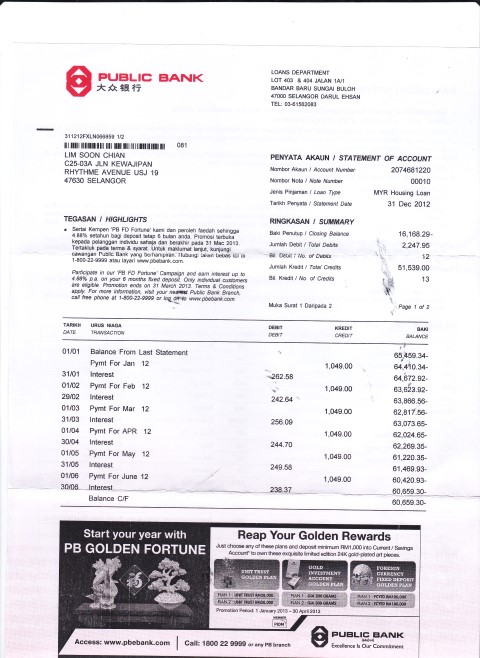 PUBLIC BANK
大众银行
LOANS DEPARTMENT
LOT 403 & 404 JALAN 1A/1
BANDAR BARU SUNGAI BULOH
47000 SELANGOR DARUL EHSAN
TEL: 03-61562083
311212FXLN066859 1/2
081
LIM SOON CHIAN
C25-03A JLN KEWAJIPAN
RHYTHME AVENUE USJ 19
47630 SELANGOR
PENYATA AKAUN / STATEMENT OF ACCOUNT
Nombor Akaun / Account Number 2074681220
Nombor Nota / Note Number 00010
Jenis Pinjaman / Loan Type MYR Housing Loan
Tarikh Penyata / Statement Date 31 Dec 2012
TEGASAN / HIGHLIGHTS
• Sertai Kempen 'PB FD Fortune' kami dan peroleh faedah sehingga
4.88% setahun bagi deposit tetap 6 bulan anda. Promosi terbuka
kepada pelanggan individu sahaja dan berakhir pada 31 Mac 2013.
Tertakluk pada terma & syarat. Untuk maklumat lanjut, kunjungi
cawangan Public Bank yang berhampiran. Hubungi talian bebas tol di
1-800-22-9999 atau layari www.pbebank.com.
Participate in our 'PB FD Fortune' Campaign and earn interest up to
4.88% p.a. on your 6 months fixed deposit. Only individual customers
are eligible. Promotion ends on 31 March 2013. Terms & Conditions
apply. For more information, visit your nearest Public Bank Branch,
call free phone at 1-800-22-9999 or log on to www.pbebank.com
RINGKASAN / SUMMARY
Baki Penutup / Closing Balance 16,168.29-
Jumlah Debit / Total Debits 2,247.95
Bil. Debit / No. of Debits 12
Jumlah Kredit / Total Credits 51,539.00
Bil. Kredit / No. of Credits 13
Muka Surat 1 Daripada 2 Page 1 of 2
TARIKH URUS NIAGA DEBIT KREDIT BAKI
DATE TRANSACTION DEBIT CREDIT BALANCE
01/01 Balance From Last Statement 65,459.34-
Pymt For Jan 12 1,049.00 64,410.34-
31/01 Interest 262.58 64,672.92-
01/02 Pymt For Feb 12 1,049.00 63,623.92-
29/02 Interest 242.64 63,866.56-
01/03 Pymt For Mar 12 1,049.00 62,817.56-
31/03 Interest 256.09 63,073.65-
01/04 Pymt For APR 12 1,049.00 62,024.65-
30/04 Interest 244.70 62,269.35-
01/05 Pymt For May 12 1,049.00 61,220.35-
31/05 Interest 249.58 61,469.93-
01/06 Pymt For June 12 1,049.00 60,420.93-
30/06 Interest 238.37 60,659.30-
Balance C/F 60,659.30-
Start your year with
PB GOLDEN FORTUNE
Reap Your Golden Rewards
Just choose any of these plans and deposit minimum RM1,000 into Current / Savings
Account* to own these exquisite limited edition 24K gold-plated art pieces.
UNIT TRUST
GOLDEN PLAN
GOLD
INVESTMENT
ACCOUNT
GOLDEN PLAN
FOREIGN
CURRENCY
FIXED DEPOSIT
GOLDEN PLAN
Promotion Period: 1 January 2013 – 30 April 2013
MEMBER
PIDM
Access: www.pbebank.com
Call: 1800 22 9999 or any PB branch
PUBLIC BANK
Excellence Is Our Commitment